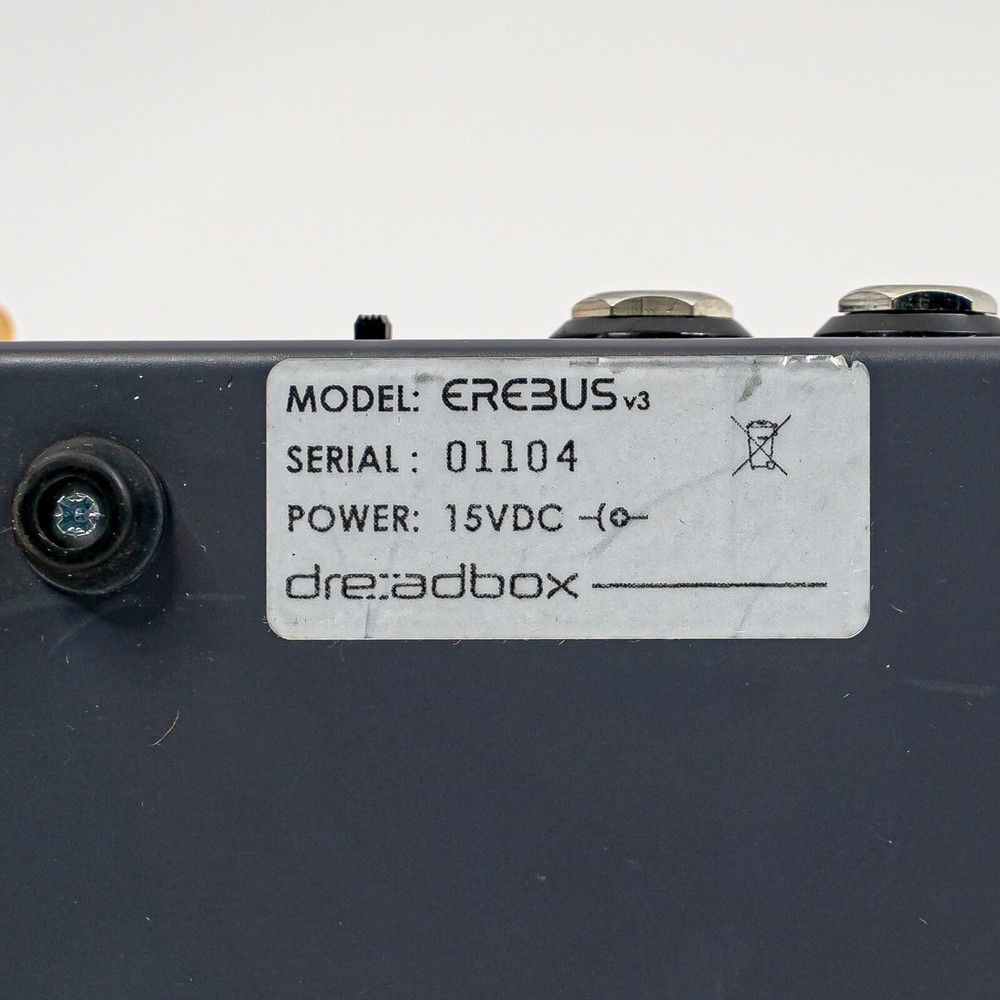 MODEL: EREBUS v3
SERIAL: 01104
POWER: 15VDC
dre:adbox